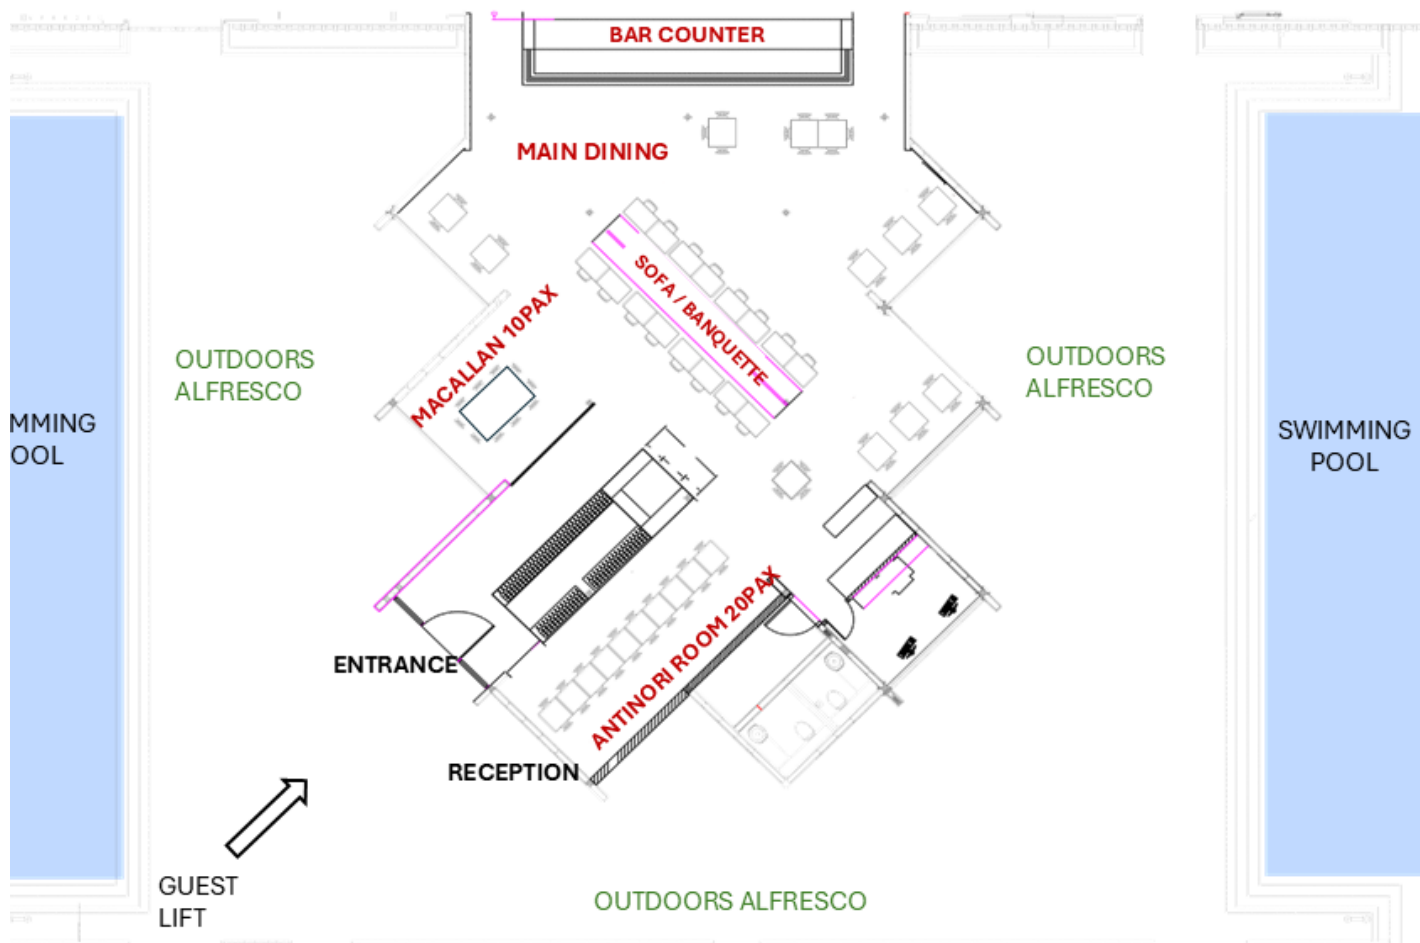 BAR COUNTER
MAIN DINING
SOFA / BANQUETTE
MACALLAN 10PAX
OUTDOORS
ALFRESCO
OUTDOORS
ALFRESCO
MMING
OOL
SWIMMING
POOL
ANTINORI ROOM 20PAX
ENTRANCE
RECEPTION
GUEST
LIFT
OUTDOORS ALFRESCO